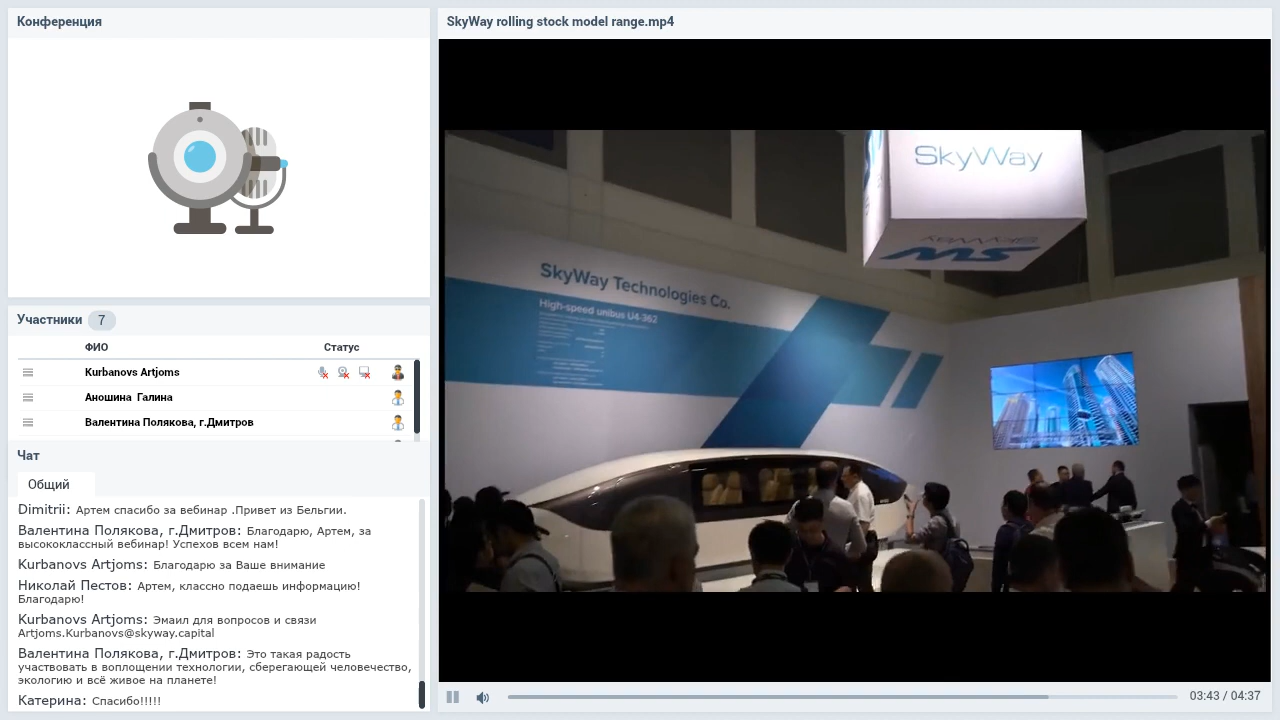 Конференция
SkyWay rolling stock model range.mp4
SkyWay
SkyWay
SW
SkyWay Technologies Co.
High-speed unibus U4-362
Участники 7
ФИО Статус
Kurbanovs Artjoms
Аношина Галина
Валентина Полякова, г.Дмитров
Чат
Общий
Dimitrii: Артем спасибо за вебинар .Привет из Бельгии.
Валентина Полякова, г.Дмитров: Благодарю, Артем, за
высококлассный вебинар! Успехов всем нам!
Kurbanovs Artjoms: Благодарю за Ваше внимание
Николай Пестов: Артем, классно подаешь информацию!
Благодарю!
Kurbanovs Artjoms: Эмаил для вопросов и связи
Artjoms.Kurbanovs@skyway.capital
Валентина Полякова, г.Дмитров: Это такая радость
участвовать в воплощении технологии, сберегающей человечество,
экологию и всё живое на планете!
Катерина: Спасибо!!!!!
03:43 / 04:37